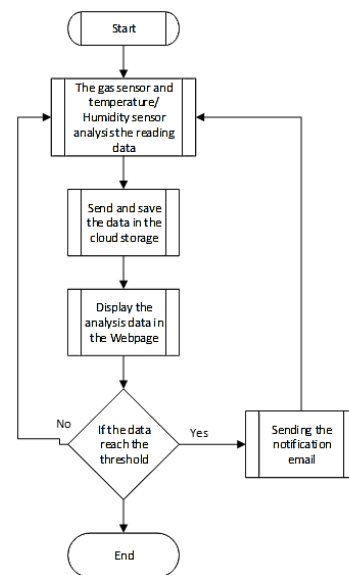 Start
The gas sensor and
temperature/
Humidity sensor
analysis the reading
data
Send and save
the data in the
cloud storage
Display the
analysis data in
the Webpage
If the data
reach the
threshold
No
Yes
Sending the
notification
email
End